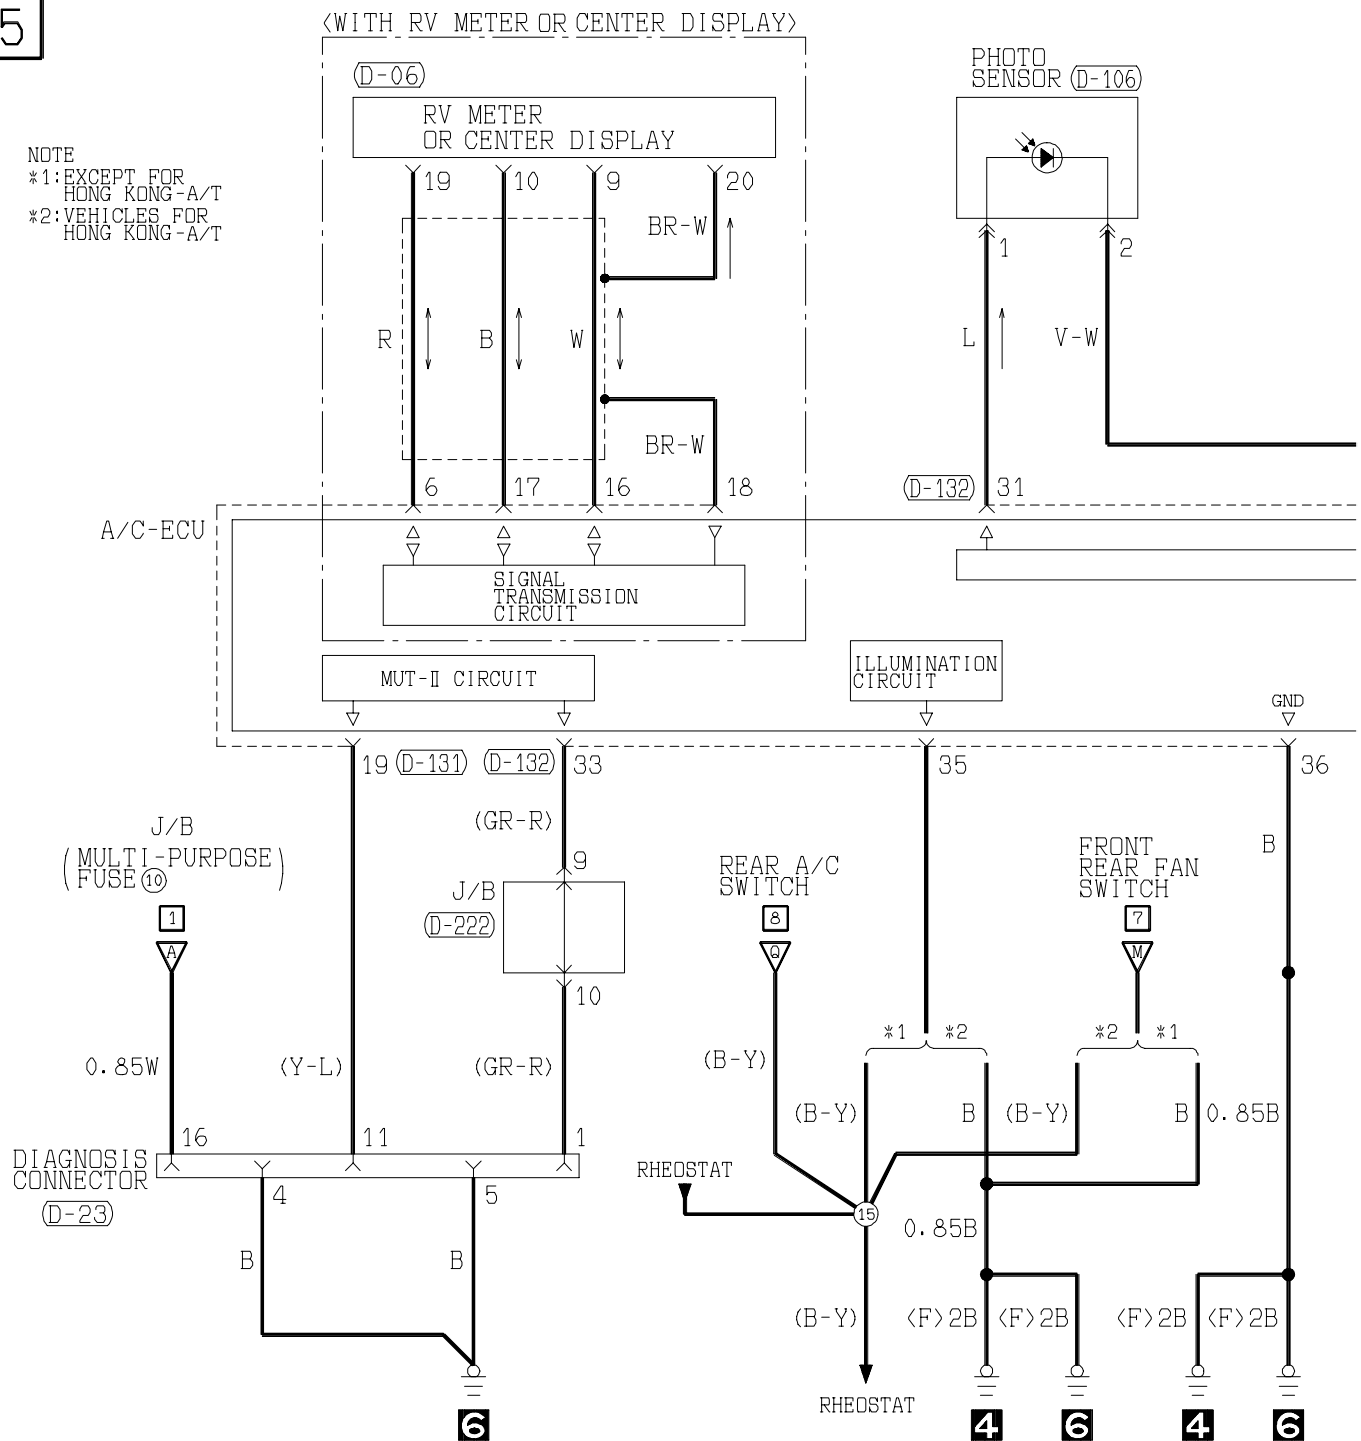 5
〈WITH RV METER OR CENTER DISPLAY〉
(D-06)
RV METER
OR CENTER DISPLAY
PHOTO
SENSOR (D-106)
NOTE
*1:EXCEPT FOR
HONG KONG-A/T
*2:VEHICLES FOR
HONG KONG-A/T
19 10 9 20
BR-W
1 2
R B W
L V-W
BR-W
6 17 16 18
(D-132) 31
A/C-ECU
SIGNAL
TRANSMISSION
CIRCUIT
MUT-Ⅱ CIRCUIT
ILLUMINATION
CIRCUIT
GND
19 (D-131) (D-132) 33 35 36
(GR-R)
J/B
(MULTI-PURPOSE)
FUSE ⑩
9
J/B
(D-222)
10
REAR A/C
SWITCH
FRONT
REAR FAN
SWITCH
B
1 8 7
A Q M
*1 *2 *2 *1
0.85W (Y-L) (GR-R) (B-Y)
(B-Y) B (B-Y) B 0.85B
16 11 1
DIAGNOSIS
CONNECTOR
(D-23)
4 5
RHEOSTAT
15
0.85B
B B
(B-Y) 〈F〉2B 〈F〉2B 〈F〉2B 〈F〉2B
RHEOSTAT
6 4 6 4 6